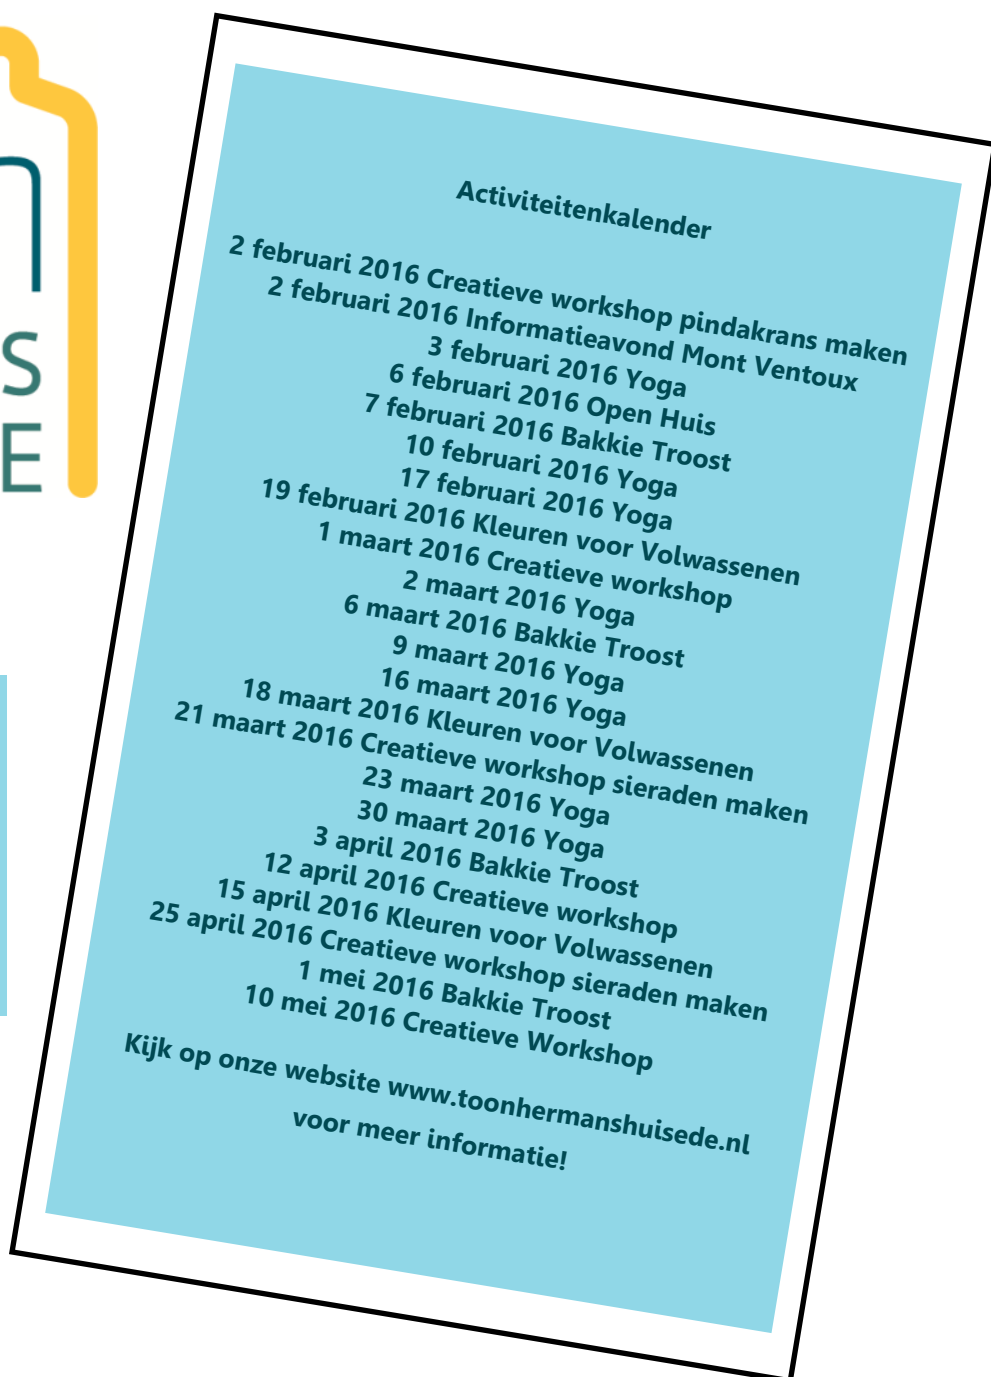 n
S
E
Activiteitenkalender
2 februari 2016 Creatieve workshop pindakrans maken
2 februari 2016 Informatieavond Mont Ventoux
3 februari 2016 Yoga
6 februari 2016 Open Huis
7 februari 2016 Bakkie Troost
10 februari 2016 Yoga
17 februari 2016 Yoga
19 februari 2016 Kleuren voor Volwassenen
1 maart 2016 Creatieve workshop
2 maart 2016 Yoga
6 maart 2016 Bakkie Troost
9 maart 2016 Yoga
16 maart 2016 Yoga
18 maart 2016 Kleuren voor Volwassenen
21 maart 2016 Creatieve workshop sieraden maken
23 maart 2016 Yoga
30 maart 2016 Yoga
3 april 2016 Bakkie Troost
12 april 2016 Creatieve workshop
15 april 2016 Kleuren voor Volwassenen
25 april 2016 Creatieve workshop sieraden maken
1 mei 2016 Bakkie Troost
10 mei 2016 Creatieve Workshop
Kijk op onze website www.toonhermanshuisede.nl
voor meer informatie!